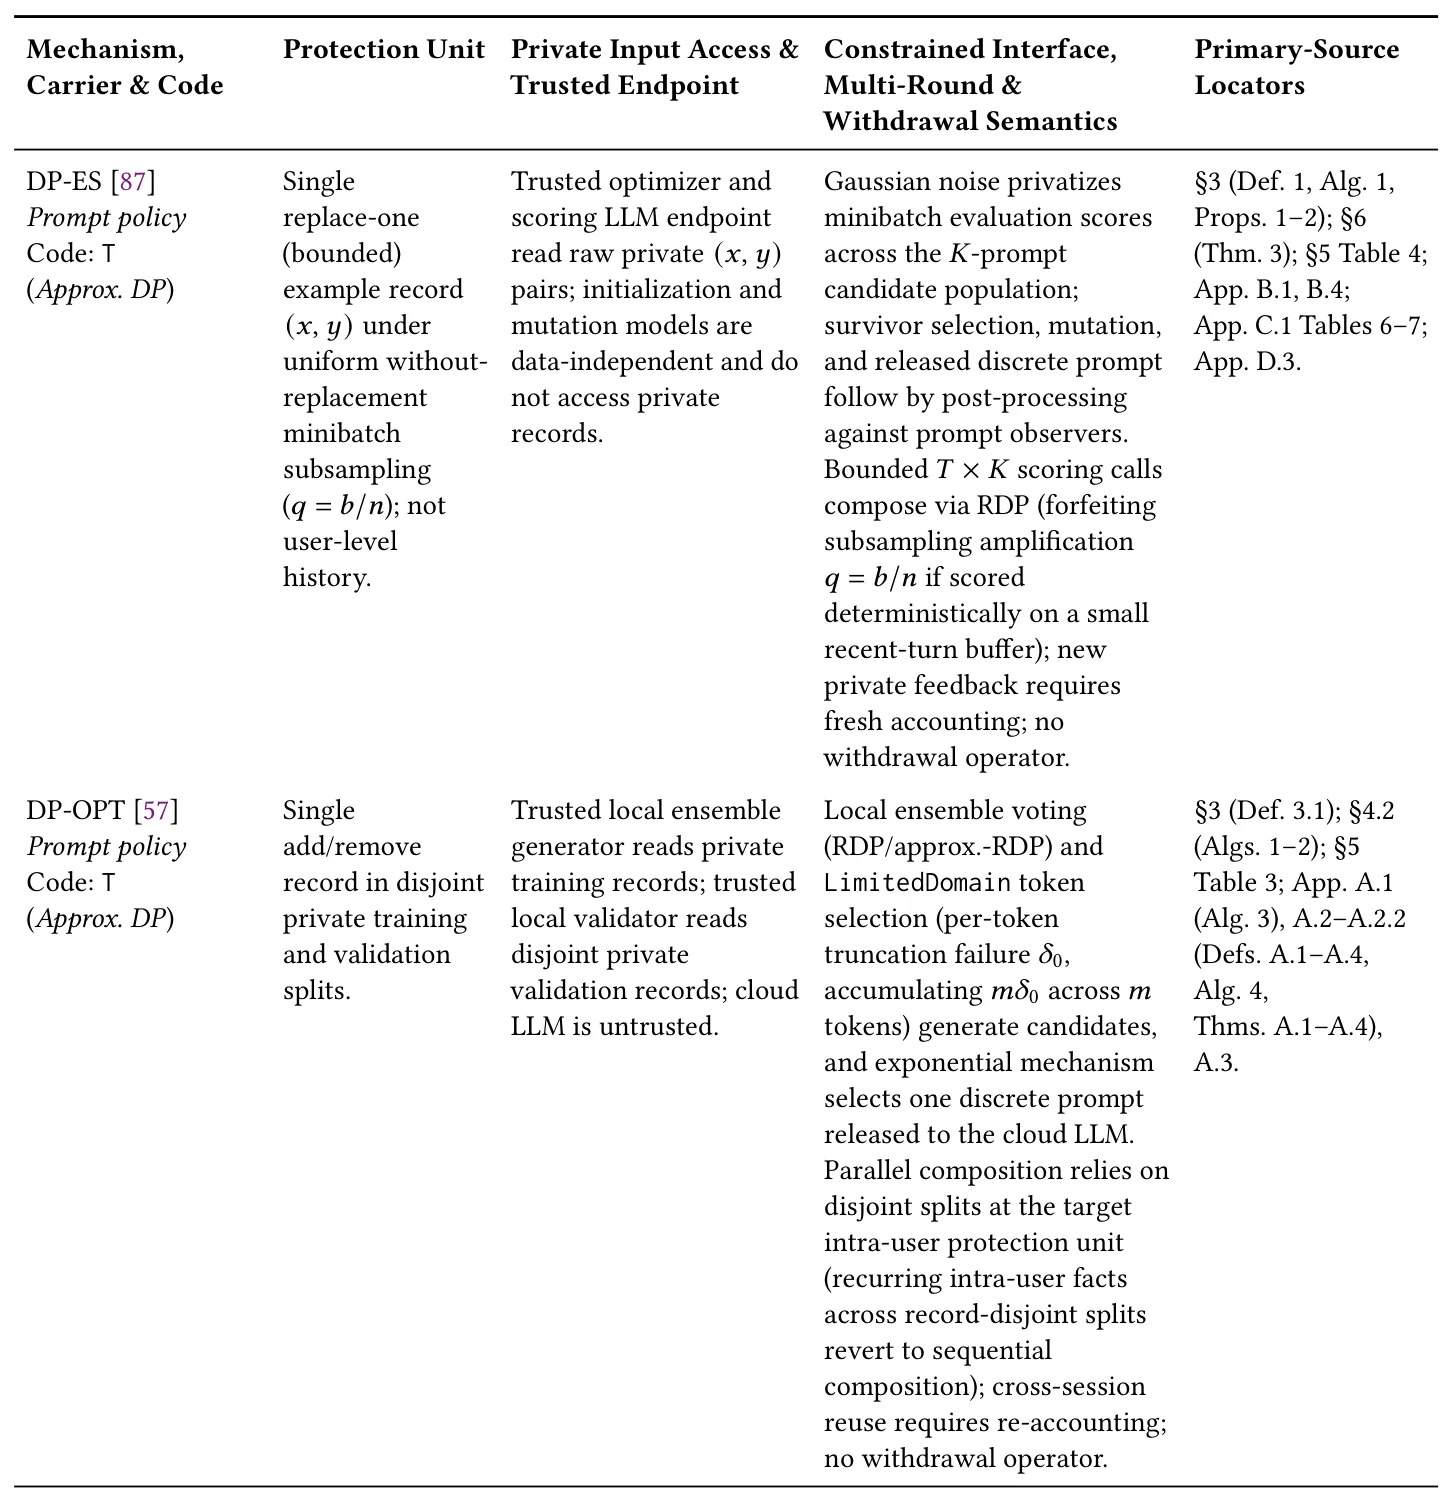 Mechanism,
Carrier & Code
Protection Unit
Private Input Access &
Trusted Endpoint
Constrained Interface,
Multi-Round &
Withdrawal Semantics
Primary-Source
Locators
DP-ES [87]
Prompt policy
Code: T
(Approx. DP)
Single
replace-one
(bounded)
example record
(x, y) under
uniform without-
replacement
minibatch
subsampling
(q = b/n); not
user-level
history.
Trusted optimizer and
scoring LLM endpoint
read raw private (x, y)
pairs; initialization and
mutation models are
data-independent and do
not access private
records.
Gaussian noise privatizes
minibatch evaluation scores
across the K-prompt
candidate population;
survivor selection, mutation,
and released discrete prompt
follow by post-processing
against prompt observers.
Bounded T × K scoring calls
compose via RDP (forfeiting
subsampling amplification
q = b/n if scored
deterministically on a small
recent-turn buffer); new
private feedback requires
fresh accounting; no
withdrawal operator.
§3 (Def. 1, Alg. 1,
Props. 1–2); §6
(Thm. 3); §5 Table 4;
App. B.1, B.4;
App. C.1 Tables 6–7;
App. D.3.
DP-OPT [57]
Prompt policy
Code: T
(Approx. DP)
Single
add/remove
record in disjoint
private training
and validation
splits.
Trusted local ensemble
generator reads private
training records; trusted
local validator reads
disjoint private
validation records; cloud
LLM is untrusted.
Local ensemble voting
(RDP/approx.-RDP) and
LimitedDomain token
selection (per-token
truncation failure δ₀,
accumulating mδ₀ across m
tokens) generate candidates,
and exponential mechanism
selects one discrete prompt
released to the cloud LLM.
Parallel composition relies on
disjoint splits at the target
intra-user protection unit
(recurring intra-user facts
across record-disjoint splits
revert to sequential
composition); cross-session
reuse requires re-accounting;
no withdrawal operator.
§3 (Def. 3.1); §4.2
(Algs. 1–2); §5
Table 3; App. A.1
(Alg. 3), A.2–A.2.2
(Defs. A.1–A.4,
Alg. 4,
Thms. A.1–A.4),
A.3.